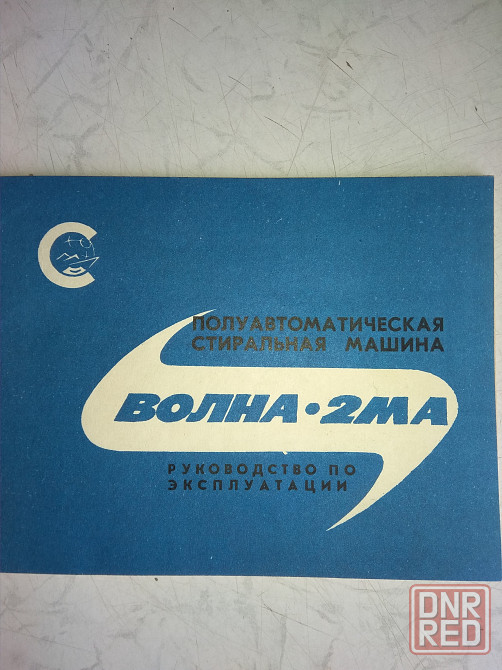 ПОЛУАВТОМАТИЧЕСКАЯ
СТИРАЛЬНАЯ МАШИНА
ВОЛНА·2МА
РУКОВОДСТВО ПО
ЭКСПЛУАТАЦИИ
DNR
RED